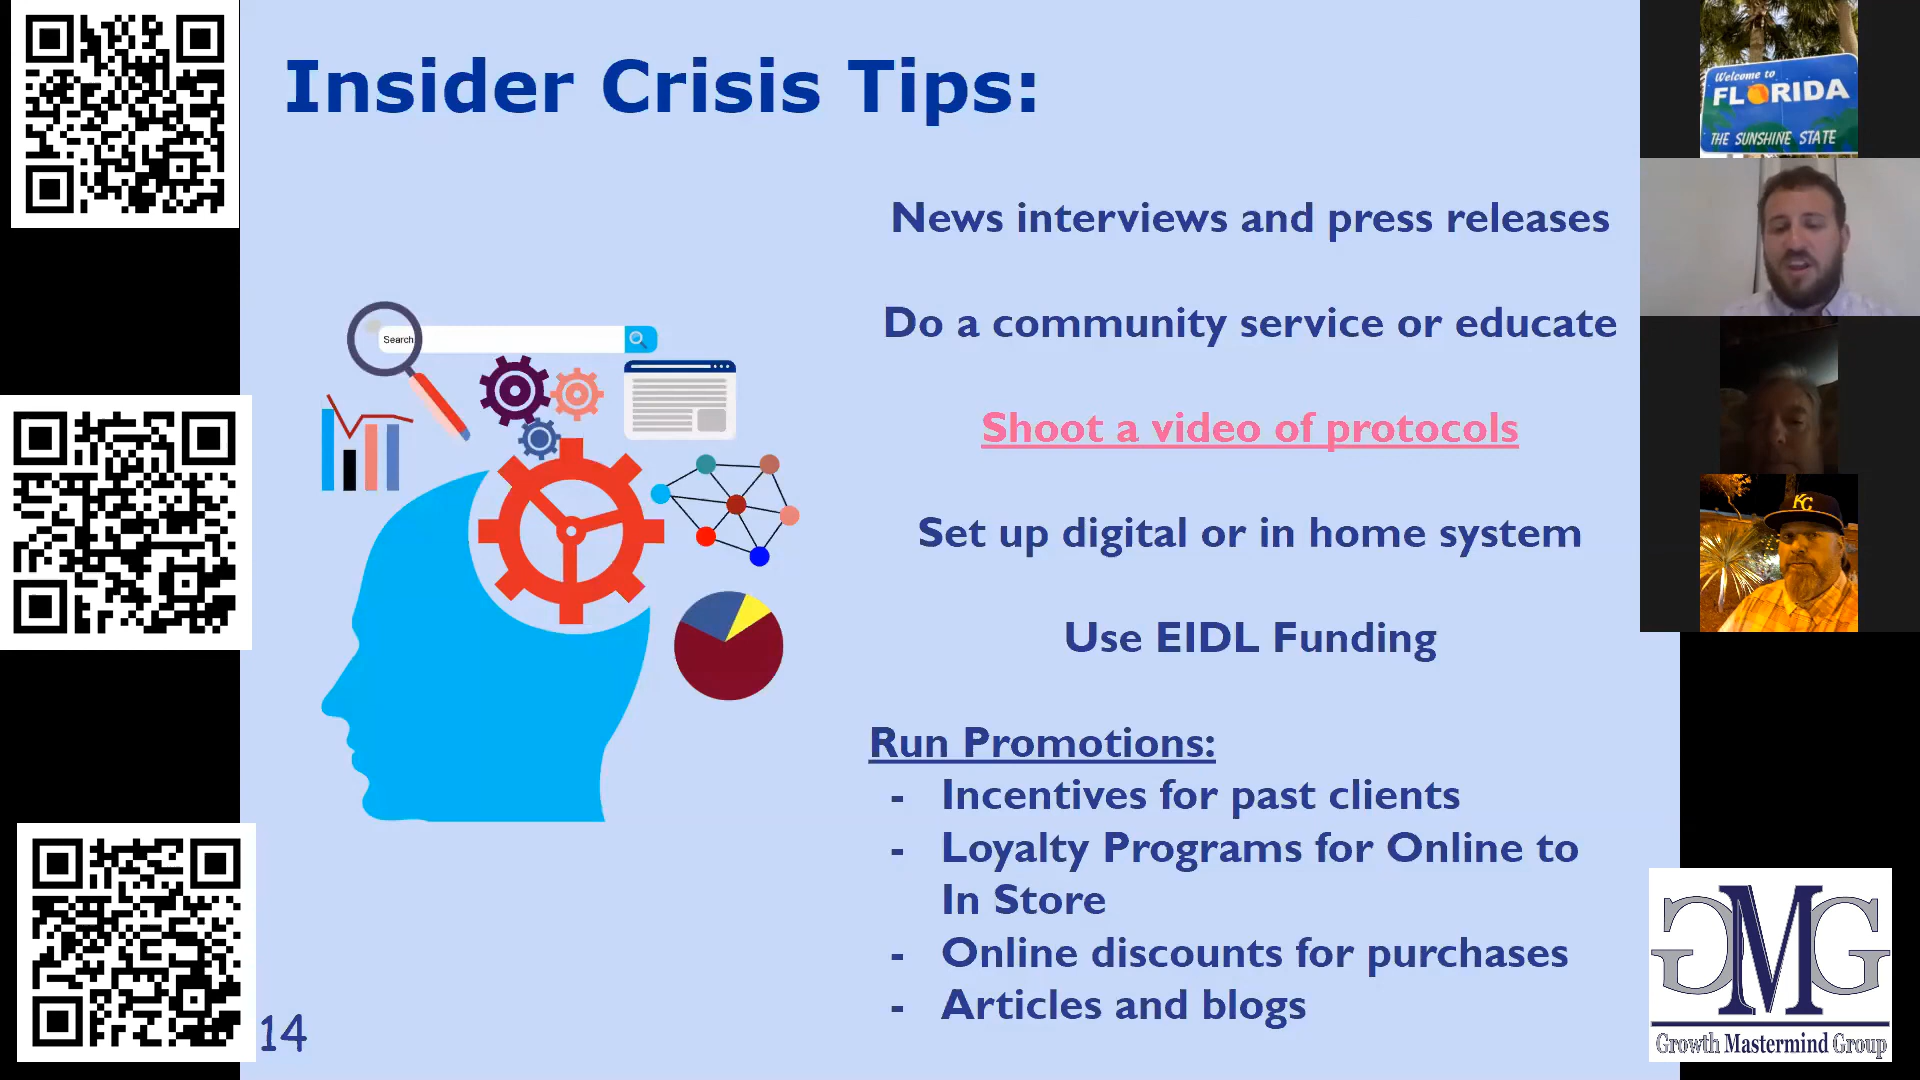 Insider Crisis Tips:
News interviews and press releases
Do a community service or educate
Shoot a video of protocols
Set up digital or in home system
Use EIDL Funding
Run Promotions:
- Incentives for past clients
- Loyalty Programs for Online to
In Store
- Online discounts for purchases
- Articles and blogs
Search
14
Welcome to
FLORIDA
THE SUNSHINE STATE
KC
GMG
Growth Mastermind Group